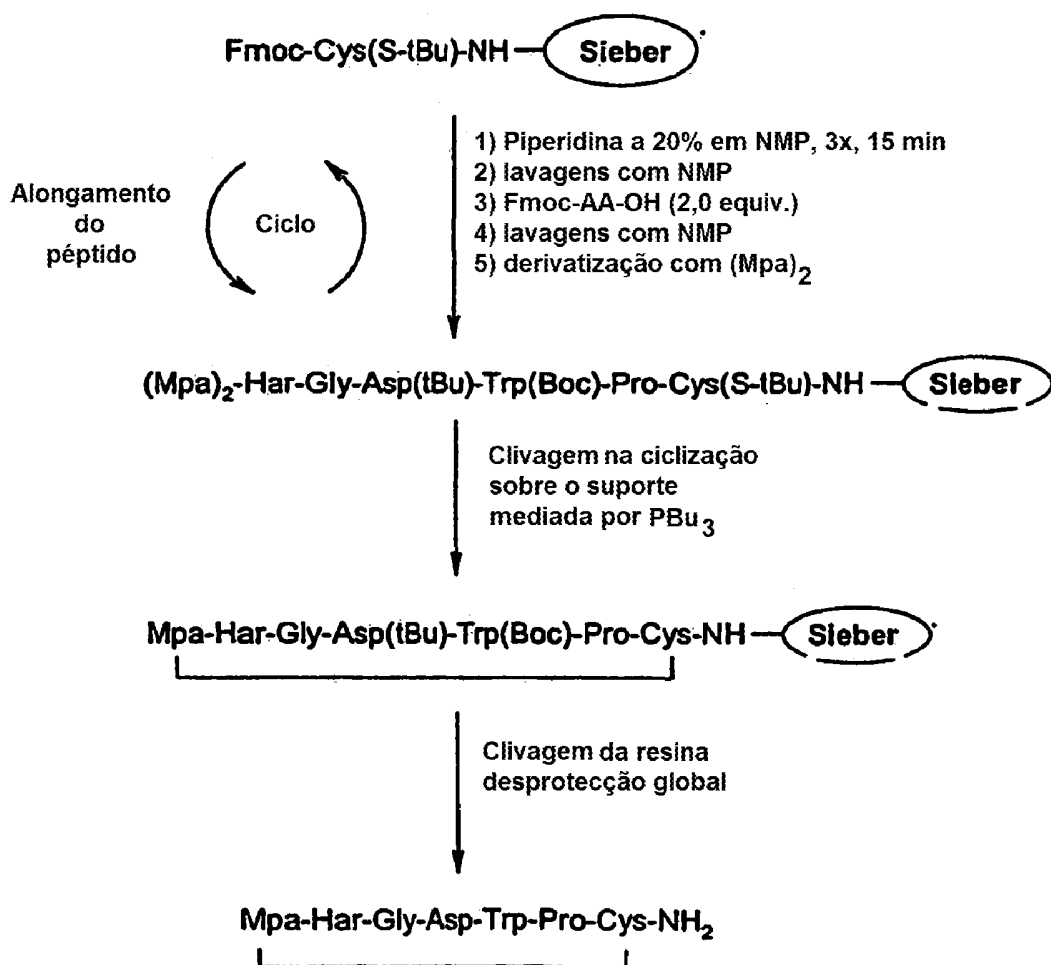 Fmoc-Cys(S-tBu)-NH — Sieber
1) Piperidina a 20% em NMP, 3x, 15 min
2) lavagens com NMP
3) Fmoc-AA-OH (2,0 equiv.)
4) lavagens com NMP
5) derivatização com (Mpa)2
Alongamento
do
péptido
Ciclo
(Mpa)2-Har-Gly-Asp(tBu)-Trp(Boc)-Pro-Cys(S-tBu)-NH — Sieber
Clivagem na ciclização
sobre o suporte
mediada por PBu3
Mpa-Har-Gly-Asp(tBu)-Trp(Boc)-Pro-Cys-NH — Sieber
Clivagem da resina
desprotecção global
Mpa-Har-Gly-Asp-Trp-Pro-Cys-NH2